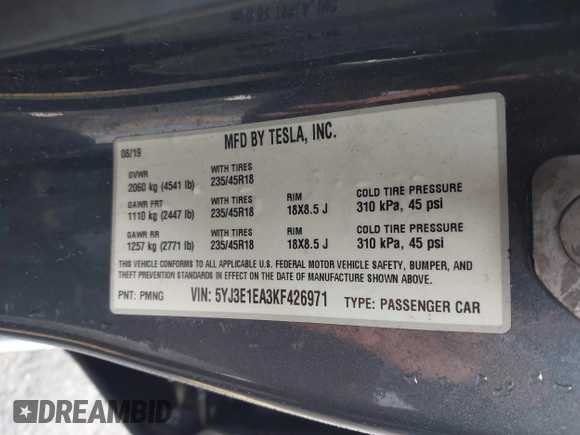 MFD BY TESLA, INC.
08/19
GVWR
2060 kg (4541 lb)
WITH TIRES
235/45R18
GAWR FRT
1110 kg (2447 lb)
WITH TIRES
235/45R18
RIM
18X8.5 J
COLD TIRE PRESSURE
310 kPa, 45 psi
GAWR RR
1257 kg (2771 lb)
WITH TIRES
235/45R18
RIM
18X8.5 J
COLD TIRE PRESSURE
310 kPa, 45 psi
THIS VEHICLE CONFORMS TO ALL APPLICABLE U.S. FEDERAL MOTOR VEHICLE SAFETY, BUMPER, AND
THEFT PREVENTION STANDARDS IN EFFECT ON THE DATE OF MANUFACTURE SHOWN ABOVE.
PNT: PMNG
VIN: 5YJ3E1EA3KF426971
TYPE: PASSENGER CAR
DREAMBID